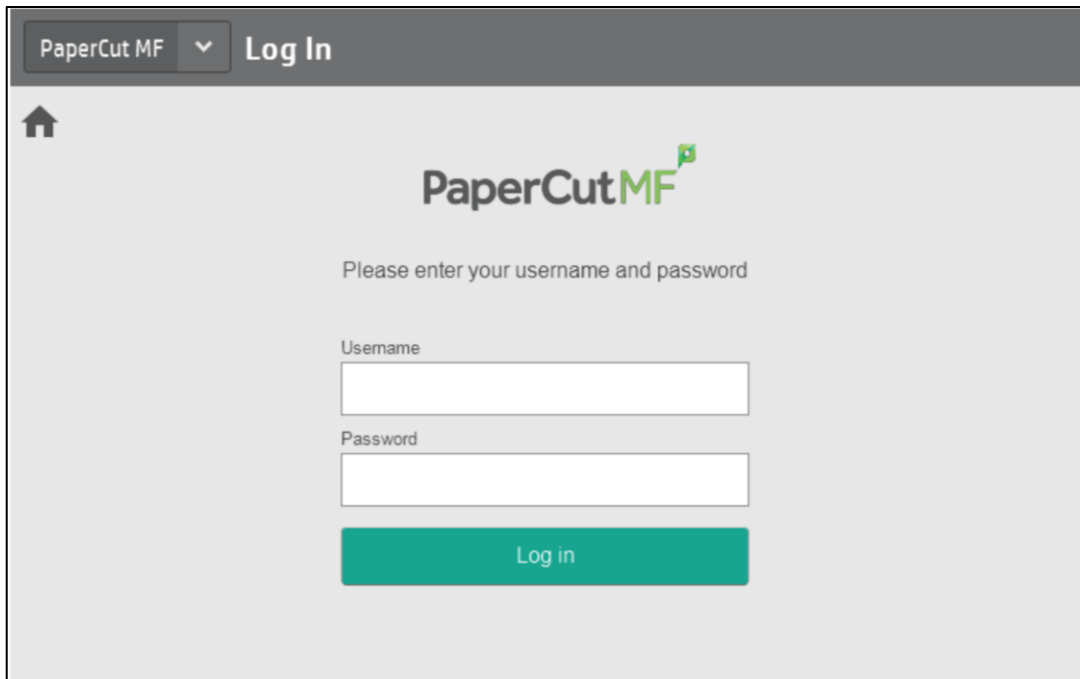 PaperCut MF Log In
PaperCutMF
Please enter your username and password
Username
Password
Log in